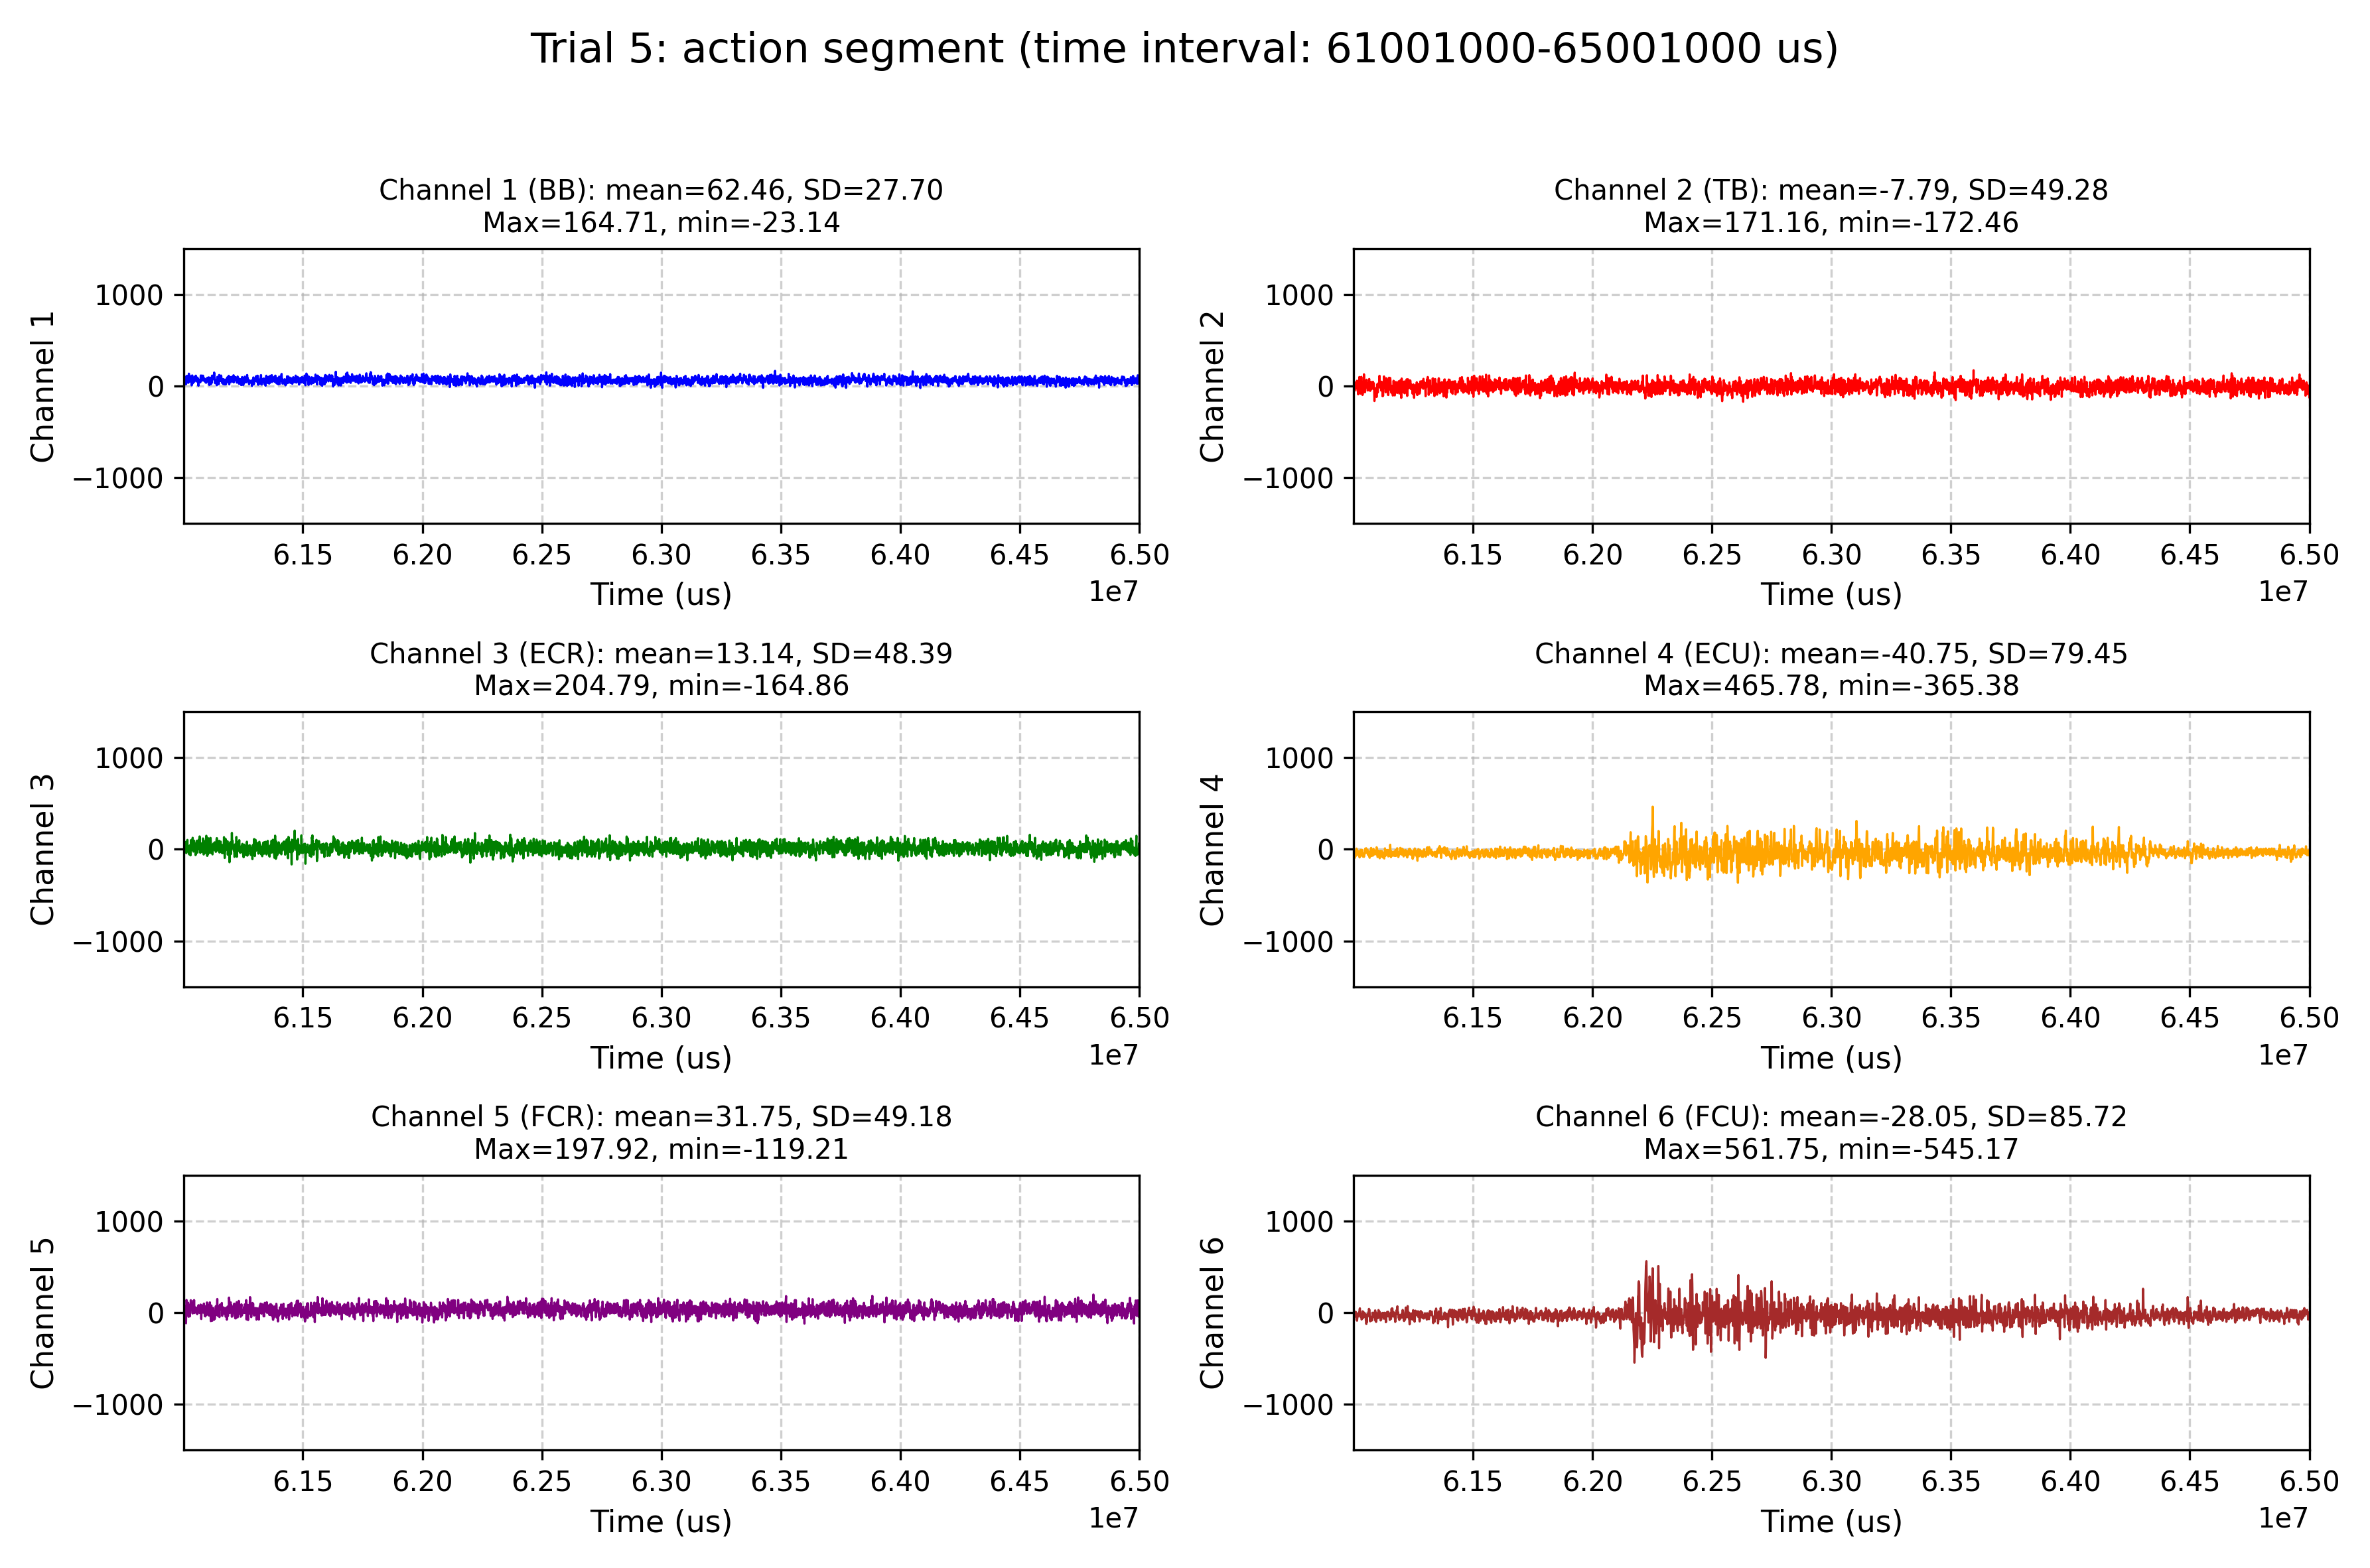 Trial 5: action segment (time interval: 61001000-65001000 us)
Channel 1 (BB): mean=62.46, SD=27.70
Max=164.71, min=-23.14
Channel 1
1000
0
−1000
6.15 6.20 6.25 6.30 6.35 6.40 6.45 6.50
Time (us)
1e7
Channel 2 (TB): mean=-7.79, SD=49.28
Max=171.16, min=-172.46
Channel 2
1000
0
−1000
6.15 6.20 6.25 6.30 6.35 6.40 6.45 6.50
Time (us)
1e7
Channel 3 (ECR): mean=13.14, SD=48.39
Max=204.79, min=-164.86
Channel 3
1000
0
−1000
6.15 6.20 6.25 6.30 6.35 6.40 6.45 6.50
Time (us)
1e7
Channel 4 (ECU): mean=-40.75, SD=79.45
Max=465.78, min=-365.38
Channel 4
1000
0
−1000
6.15 6.20 6.25 6.30 6.35 6.40 6.45 6.50
Time (us)
1e7
Channel 5 (FCR): mean=31.75, SD=49.18
Max=197.92, min=-119.21
Channel 5
1000
0
−1000
6.15 6.20 6.25 6.30 6.35 6.40 6.45 6.50
Time (us)
1e7
Channel 6 (FCU): mean=-28.05, SD=85.72
Max=561.75, min=-545.17
Channel 6
1000
0
−1000
6.15 6.20 6.25 6.30 6.35 6.40 6.45 6.50
Time (us)
1e7